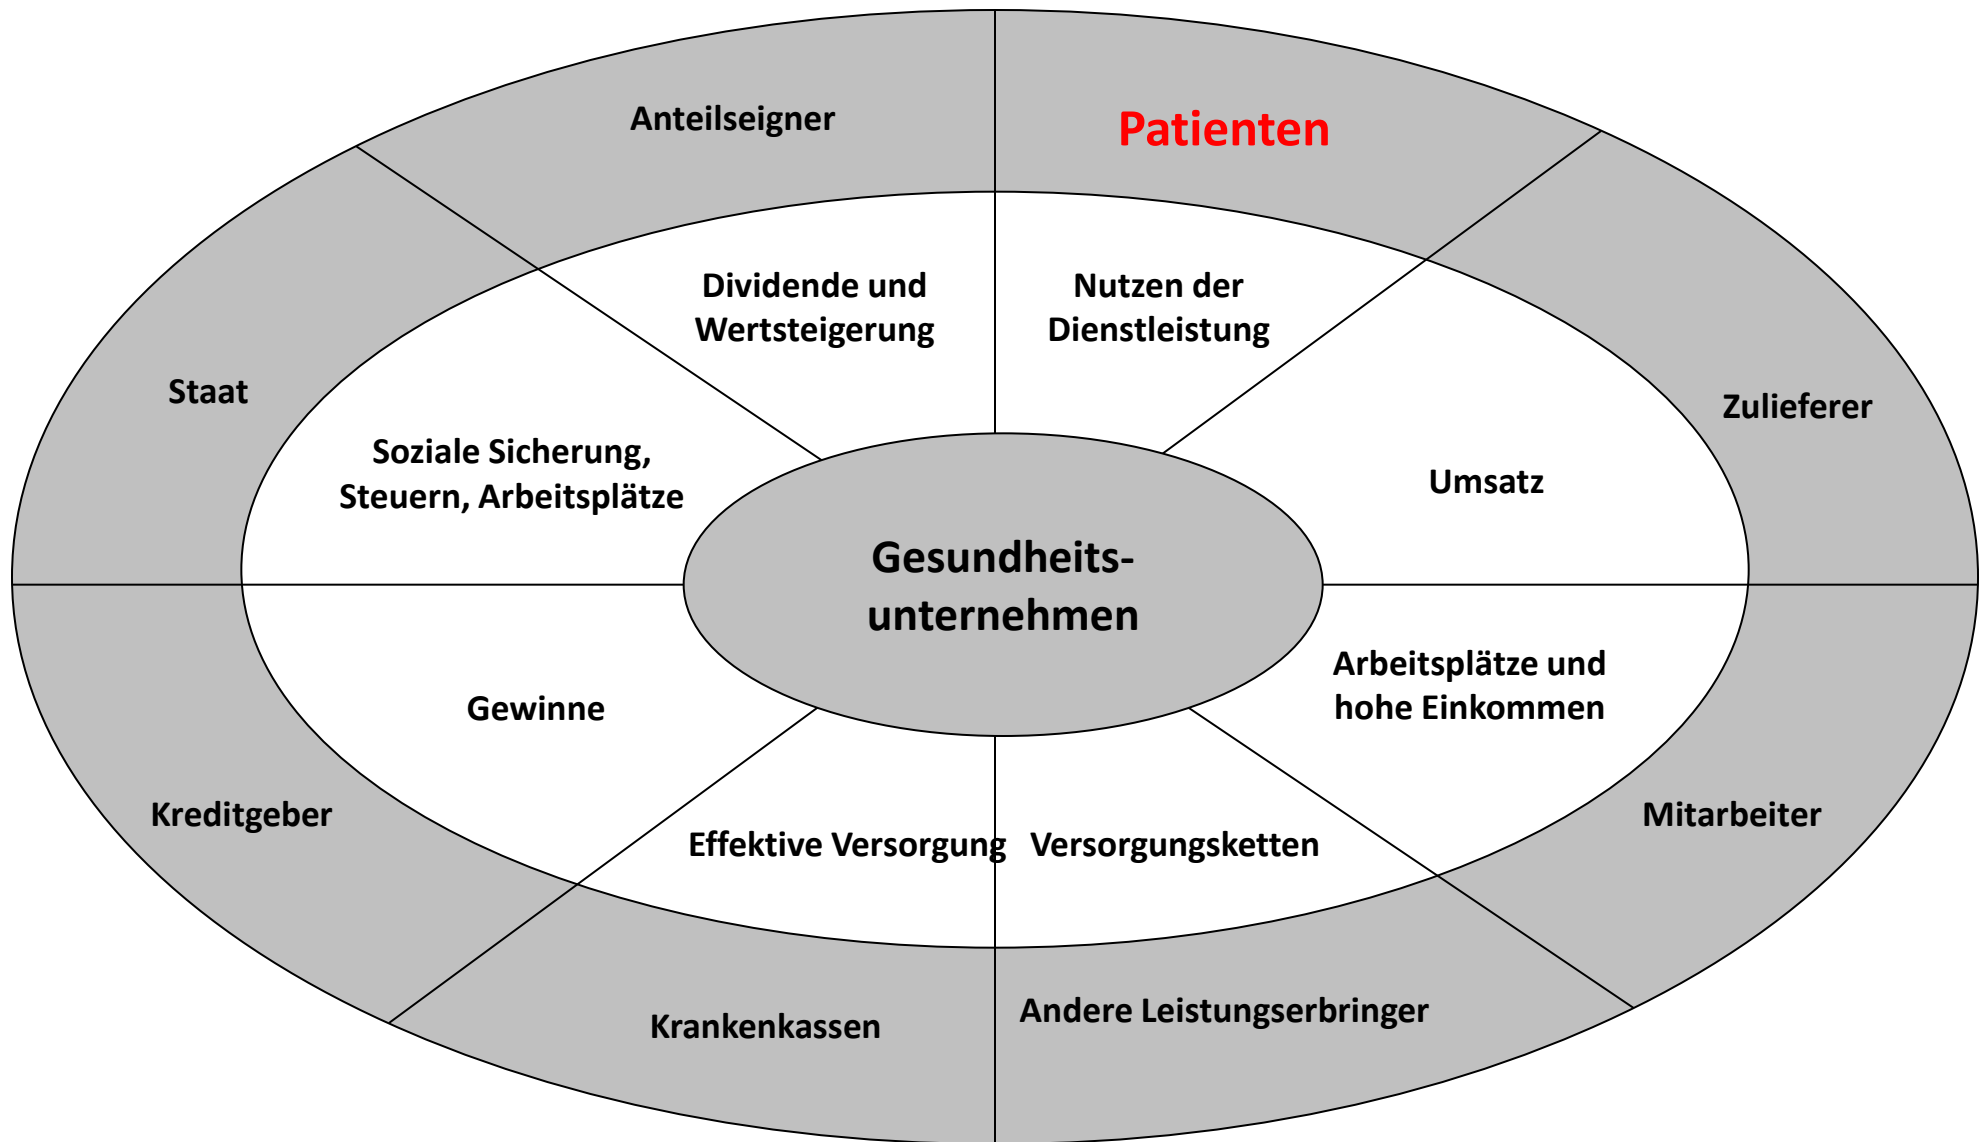 Anteilseigner
Patienten
Dividende und
Wertsteigerung
Nutzen der
Dienstleistung
Staat
Zulieferer
Soziale Sicherung,
Steuern, Arbeitsplätze
Umsatz
Gesundheits-
unternehmen
Gewinne
Arbeitsplätze und
hohe Einkommen
Kreditgeber
Mitarbeiter
Effektive Versorgung
Versorgungsketten
Krankenkassen
Andere Leistungserbringer